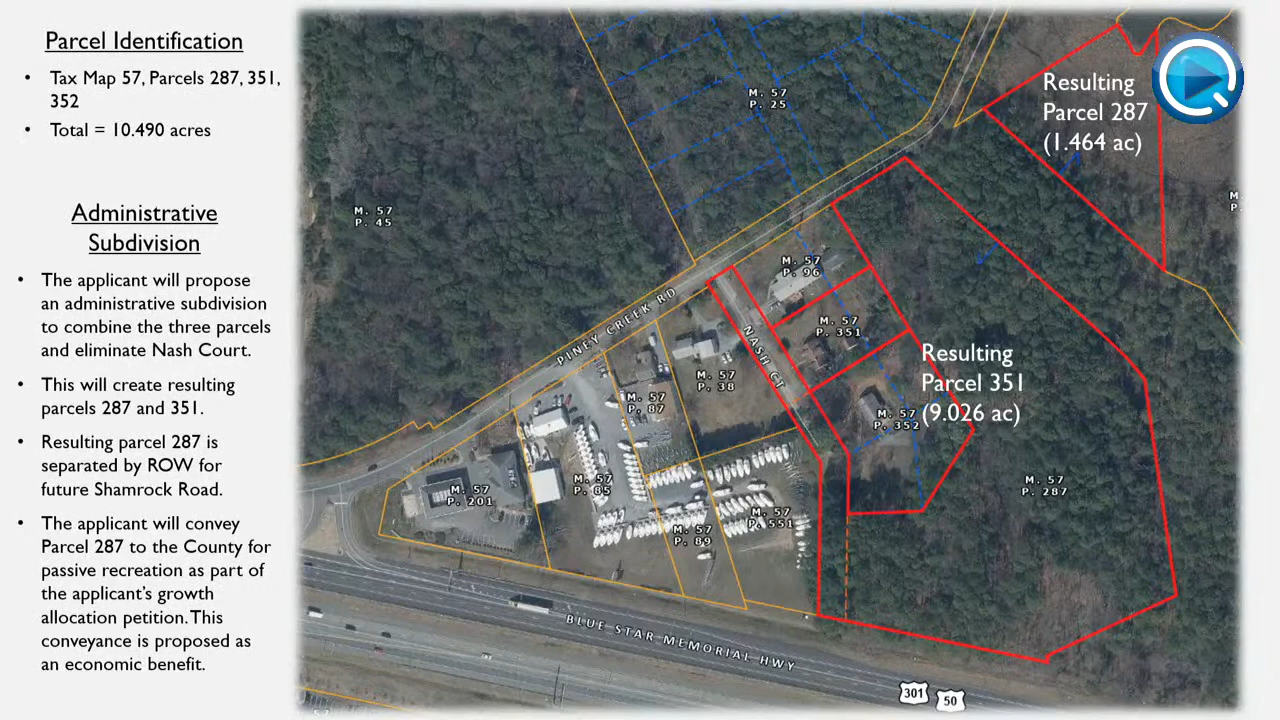 Parcel Identification
• Tax Map 57, Parcels 287, 351,
352
• Total = 10.490 acres
Administrative
Subdivision
• The applicant will propose
an administrative subdivision
to combine the three parcels
and eliminate Nash Court.
• This will create resulting
parcels 287 and 351.
• Resulting parcel 287 is
separated by ROW for
future Shamrock Road.
• The applicant will convey
Parcel 287 to the County for
passive recreation as part of
the applicant's growth
allocation petition. This
conveyance is proposed as
an economic benefit.
Resulting
Parcel 287
(1.464 ac)
M. 57
P. 25
M. 57
P. 45
M.
P.
M. 57
P. 96
PINEY CREEK RD
NASH CT
M. 57
P. 351
Resulting
Parcel 351
(9.026 ac)
M. 57
P. 38
M. 57
P. 87
M. 57
P. 352
M. 57
P. 287
M. 57
P. 201
M. 57
P. 85
M. 57
P. 551
M. 57
P. 89
BLUE STAR MEMORIAL HWY
301
50